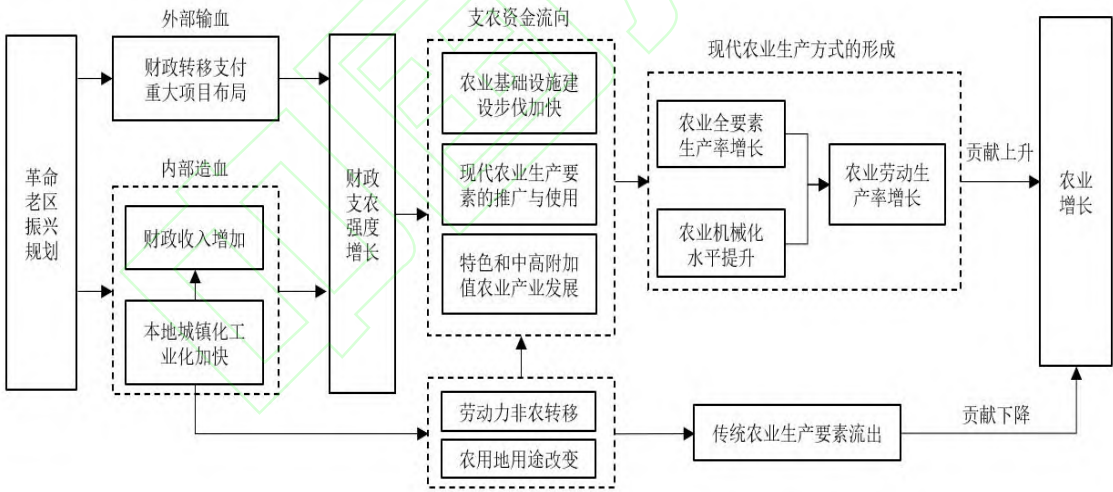 外部输血
财政转移支付
重大项目布局
革命
老区
振兴
规划
内部造血
财政收入增加
本地城镇化工
业化加快
财政
支农
强度
增长
支农资金流向
农业基础设施建
设步伐加快
现代农业生产要
素的推广与使用
特色和中高附加
值农业产业发展
劳动力非农转移
农用地用途改变
现代农业生产方式的形成
农业全要素
生产率增长
农业机械化
水平提升
农业劳动生
产率增长
贡献上升
传统农业生产要素流出
贡献下降
农业
增长